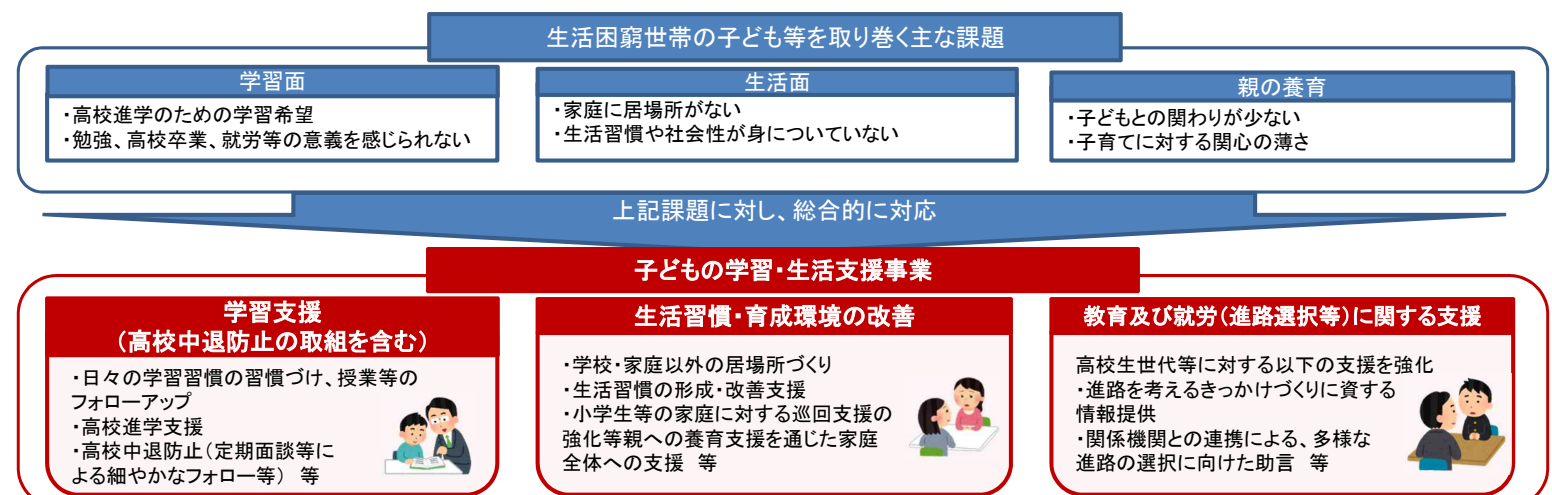 生活困窮世帯の子ども等を取り巻く主な課題
学習面
・高校進学のための学習希望
・勉強、高校卒業、就労等の意義を感じられない
生活面
・家庭に居場所がない
・生活習慣や社会性が身についていない
親の養育
・子どもとの関わりが少ない
・子育てに対する関心の薄さ
上記課題に対し、総合的に対応
子どもの学習・生活支援事業
学習支援
（高校中退防止の取組を含む）
・日々の学習習慣の習慣づけ、授業等の
フォローアップ
・高校進学支援
・高校中退防止（定期面談等に
よる細やかなフォロー等） 等
生活習慣・育成環境の改善
・学校・家庭以外の居場所づくり
・生活習慣の形成・改善支援
・小学生等の家庭に対する巡回支援の
強化等親への養育支援を通じた家庭
全体への支援 等
教育及び就労（進路選択等）に関する支援
高校生世代等に対する以下の支援を強化
・進路を考えるきっかけづくりに資する
情報提供
・関係機関との連携による、多様な
進路の選択に向けた助言 等